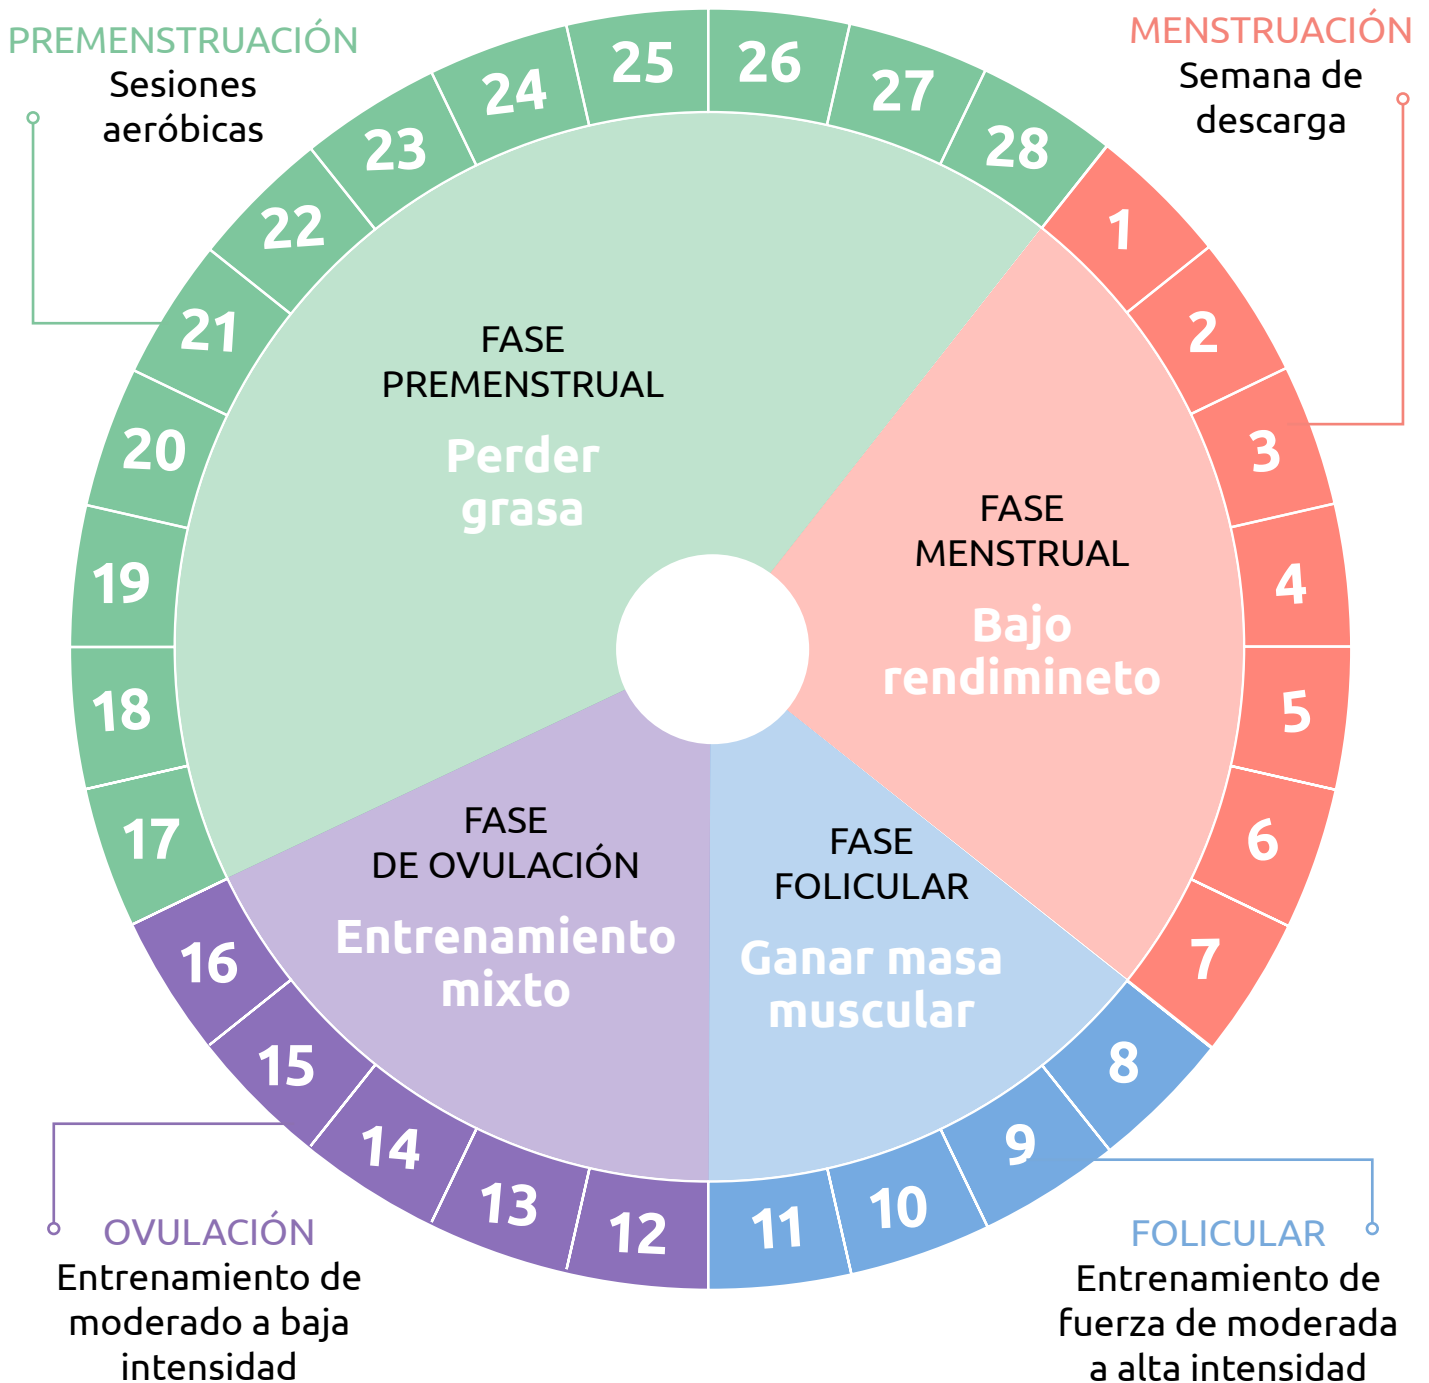 PREMENSTRUACIÓN
Sesiones
aeróbicas
MENSTRUACIÓN
Semana de
descarga
1
2
3
4
5
6
7
8
9
10
11
12
13
14
15
16
17
18
19
20
21
22
23
24
25
26
27
28
FASE
PREMENSTRUAL
Perder
grasa
FASE
MENSTRUAL
Bajo
rendimineto
FASE
DE OVULACIÓN
Entrenamiento
mixto
FASE
FOLICULAR
Ganar masa
muscular
OVULACIÓN
Entrenamiento de
moderado a baja
intensidad
FOLICULAR
Entrenamiento de
fuerza de moderada
a alta intensidad